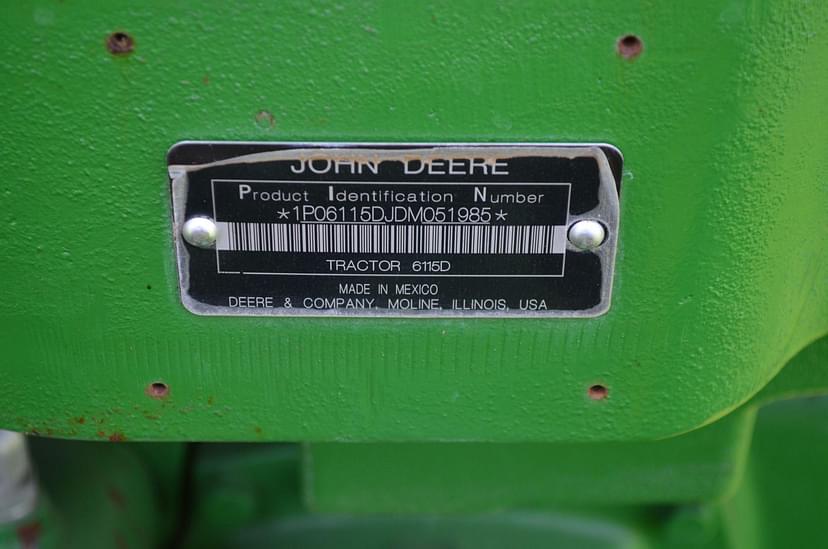 JOHN DEERE
Product Identification Number
*1P06115DJDM051985*
TRACTOR 6115D
MADE IN MEXICO
DEERE & COMPANY, MOLINE, ILLINOIS, USA